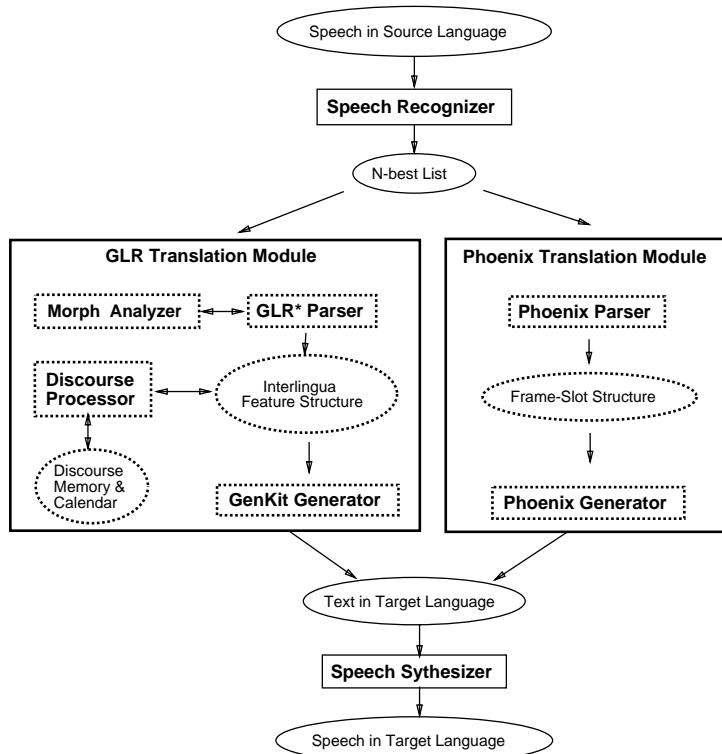 Speech in Source Language
Speech Recognizer
N-best List
GLR Translation Module
Morph Analyzer
GLR* Parser
Discourse
Processor
Interlingua
Feature Structure
Discourse
Memory &
Calendar
GenKit Generator
Phoenix Translation Module
Phoenix Parser
Frame-Slot Structure
Phoenix Generator
Text in Target Language
Speech Sythesizer
Speech in Target Language